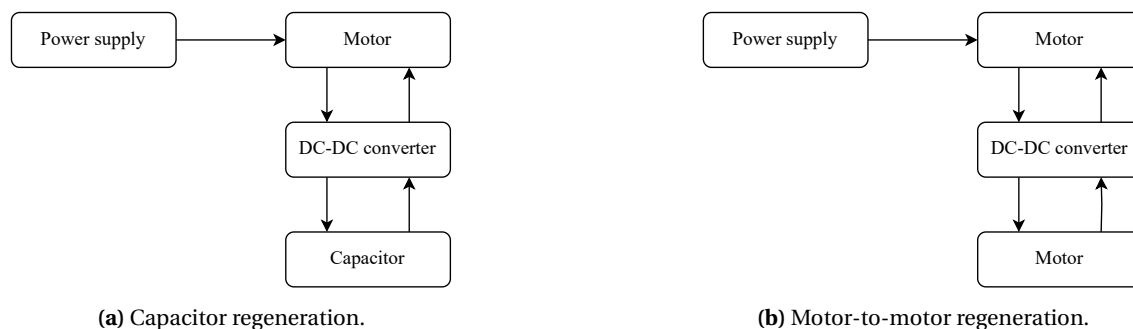 Power supply
Motor
DC-DC converter
Capacitor
(a) Capacitor regeneration.
Power supply
Motor
DC-DC converter
Motor
(b) Motor-to-motor regeneration.